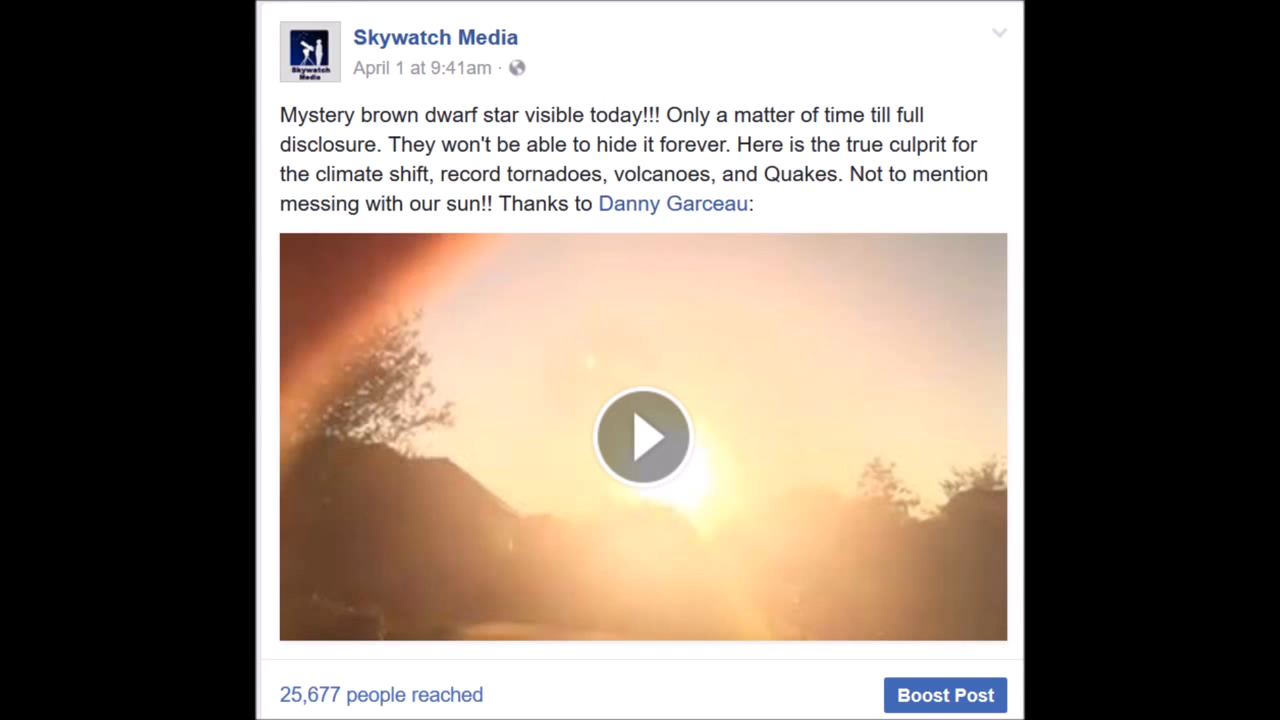 Skywatch Media
April 1 at 9:41am ·
Skywatch
Media
Mystery brown dwarf star visible today!!! Only a matter of time till full
disclosure. They won't be able to hide it forever. Here is the true culprit for
the climate shift, record tornadoes, volcanoes, and Quakes. Not to mention
messing with our sun!! Thanks to Danny Garceau:
25,677 people reached
Boost Post